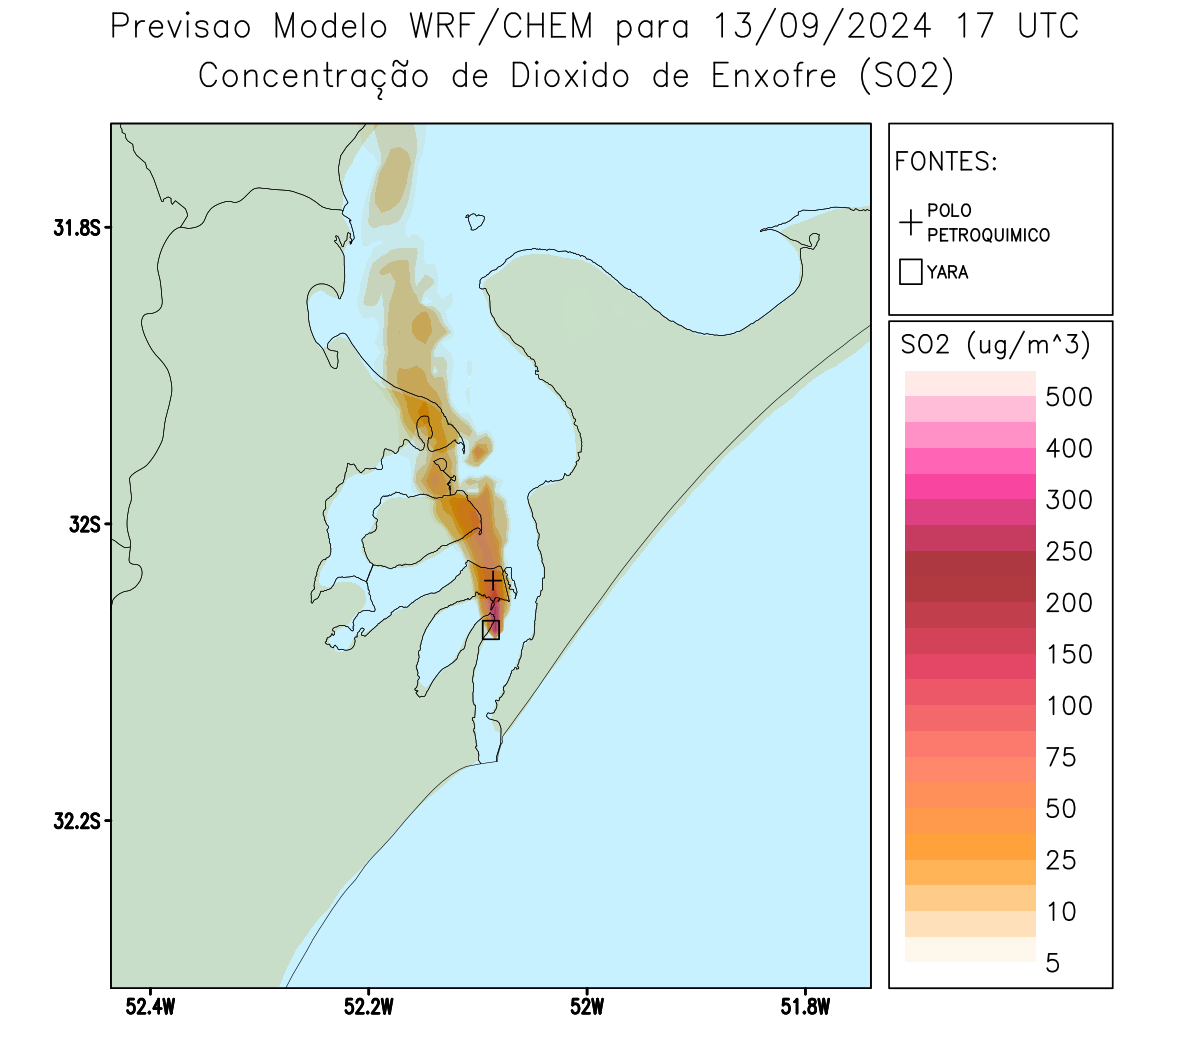 Previsao Modelo WRF/CHEM para 13/09/2024 17 UTC
Concentração de Dioxido de Enxofre (SO2)
FONTES:
POLO
PETROQUIMICO
YARA
SO2 (ug/m^3)
500
400
300
250
200
150
100
75
50
25
10
5
31.8S
32S
32.2S
52.4W
52.2W
52W
51.8W